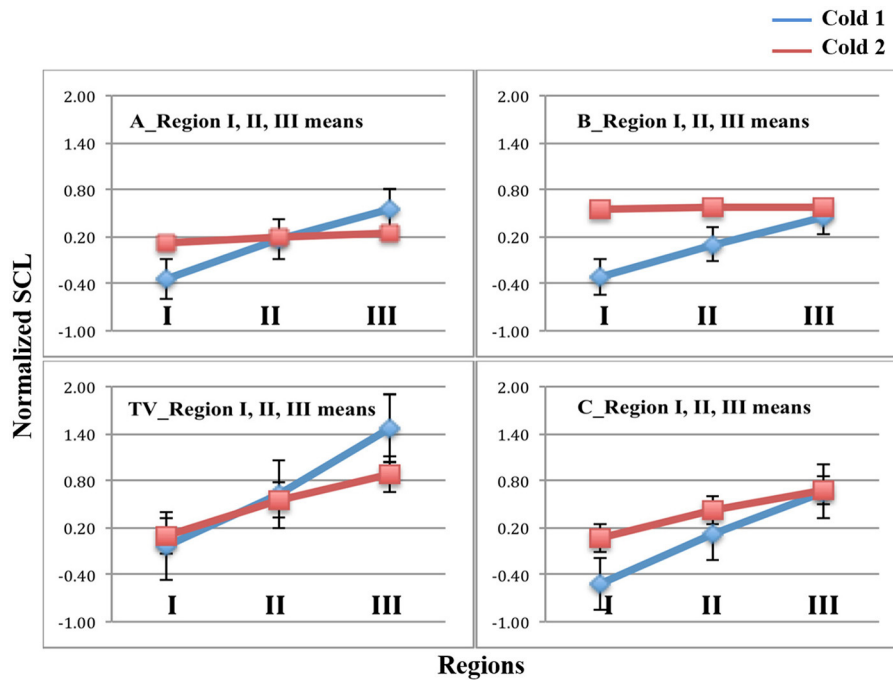 Cold 1
Cold 2
Normalized SCL
A_Region I, II, III means
2.00
1.40
0.80
0.20
-0.40
-1.00
I II III
B_Region I, II, III means
2.00
1.40
0.80
0.20
-0.40
-1.00
I II III
TV_Region I, II, III means
2.00
1.40
0.80
0.20
-0.40
-1.00
I II III
C_Region I, II, III means
2.00
1.40
0.80
0.20
-0.40
-1.00
I II III
Regions